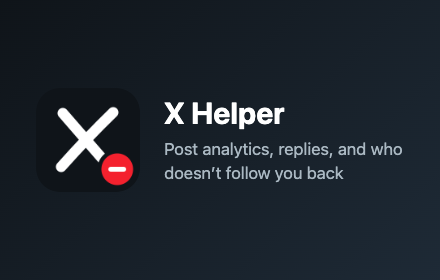 X Helper
Post analytics, replies, and who
doesn’t follow you back